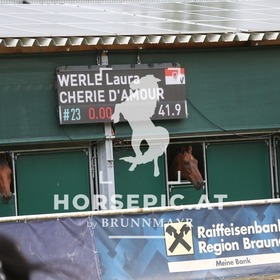 WERLE Laura
CHERIE D'AMOUR
#23 0.00 41.9
HORSEPIC.AT
by BRUNNMAYR
Raiffeisenbank
Region Braun
Meine Bank